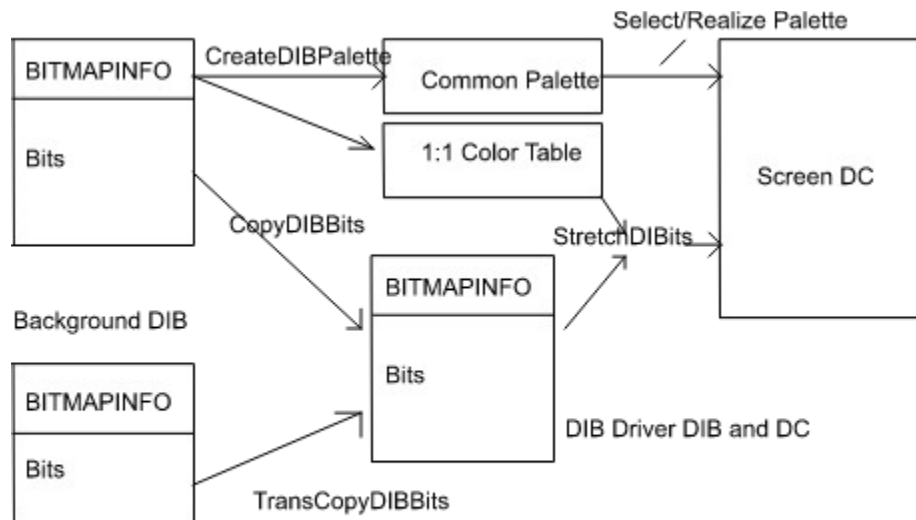 Select/Realize Palette
BITMAPINFO
CreateDIBPalette
Common Palette
1:1 Color Table
Bits
Screen DC
CopyDIBBits
StretchDIBits
BITMAPINFO
Background DIB
Bits
BITMAPINFO
DIB Driver DIB and DC
Bits
TransCopyDIBBits